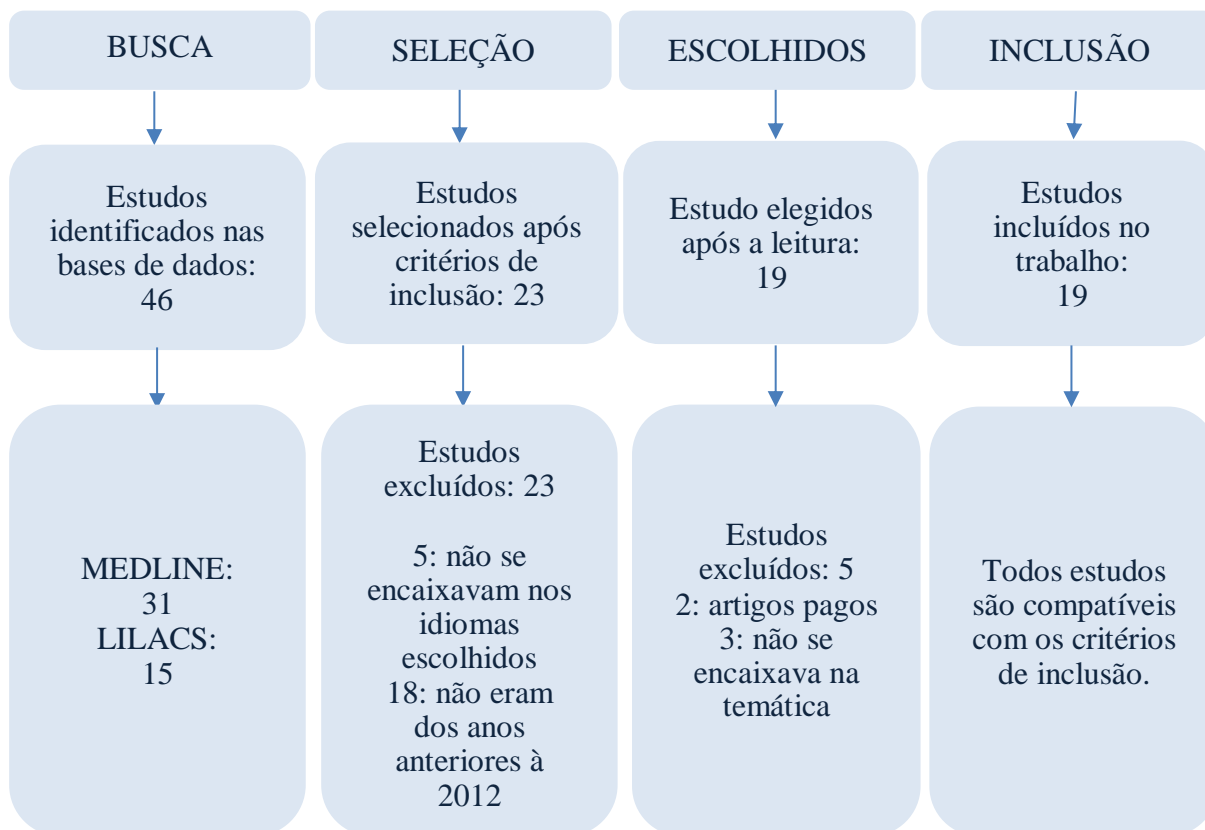 BUSCA
Estudos
identificados nas
bases de dados:
46
MEDLINE:
31
LILACS:
15
SELEÇÃO
Estudos
selecionados após
critérios de
inclusão: 23
Estudos
excluídos: 23
5: não se
encaixavam nos
idiomas
escolhidos
18: não eram
dos anos
anteriores à
2012
ESCOLHIDOS
Estudo elegidos
após a leitura:
19
Estudos
excluídos: 5
2: artigos pagos
3: não se
encaixava na
temática
INCLUSÃO
Estudos
incluídos no
trabalho:
19
Todos estudos
são compatíveis
com os critérios
de inclusão.